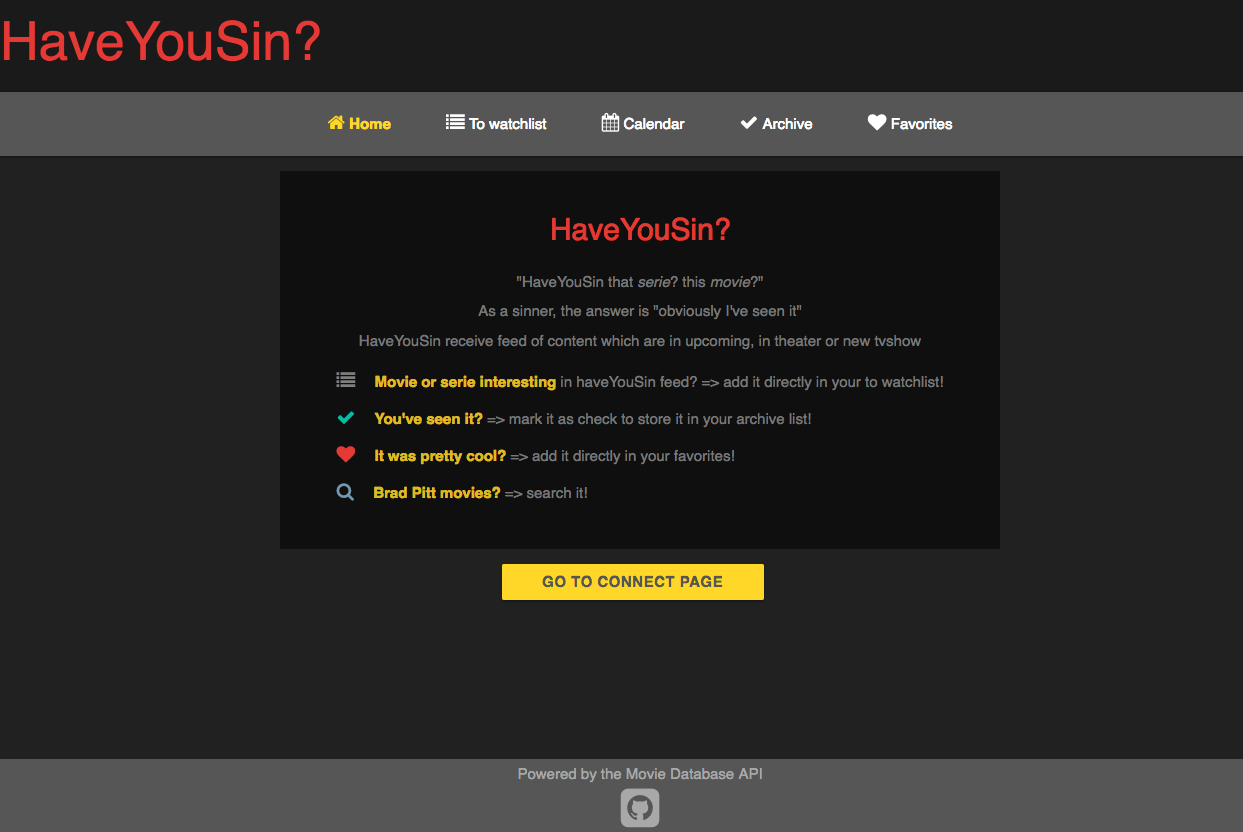 HaveYouSin?
Home To watchlist Calendar Archive Favorites
HaveYouSin?
"HaveYouSin that serie? this movie?"
As a sinner, the answer is "obviously I've seen it"
HaveYouSin receive feed of content which are in upcoming, in theater or new tvshow
Movie or serie interesting in haveYouSin feed? => add it directly in your to watchlist!
You've seen it? => mark it as check to store it in your archive list!
It was pretty cool? => add it directly in your favorites!
Brad Pitt movies? => search it!
GO TO CONNECT PAGE
Powered by the Movie Database API